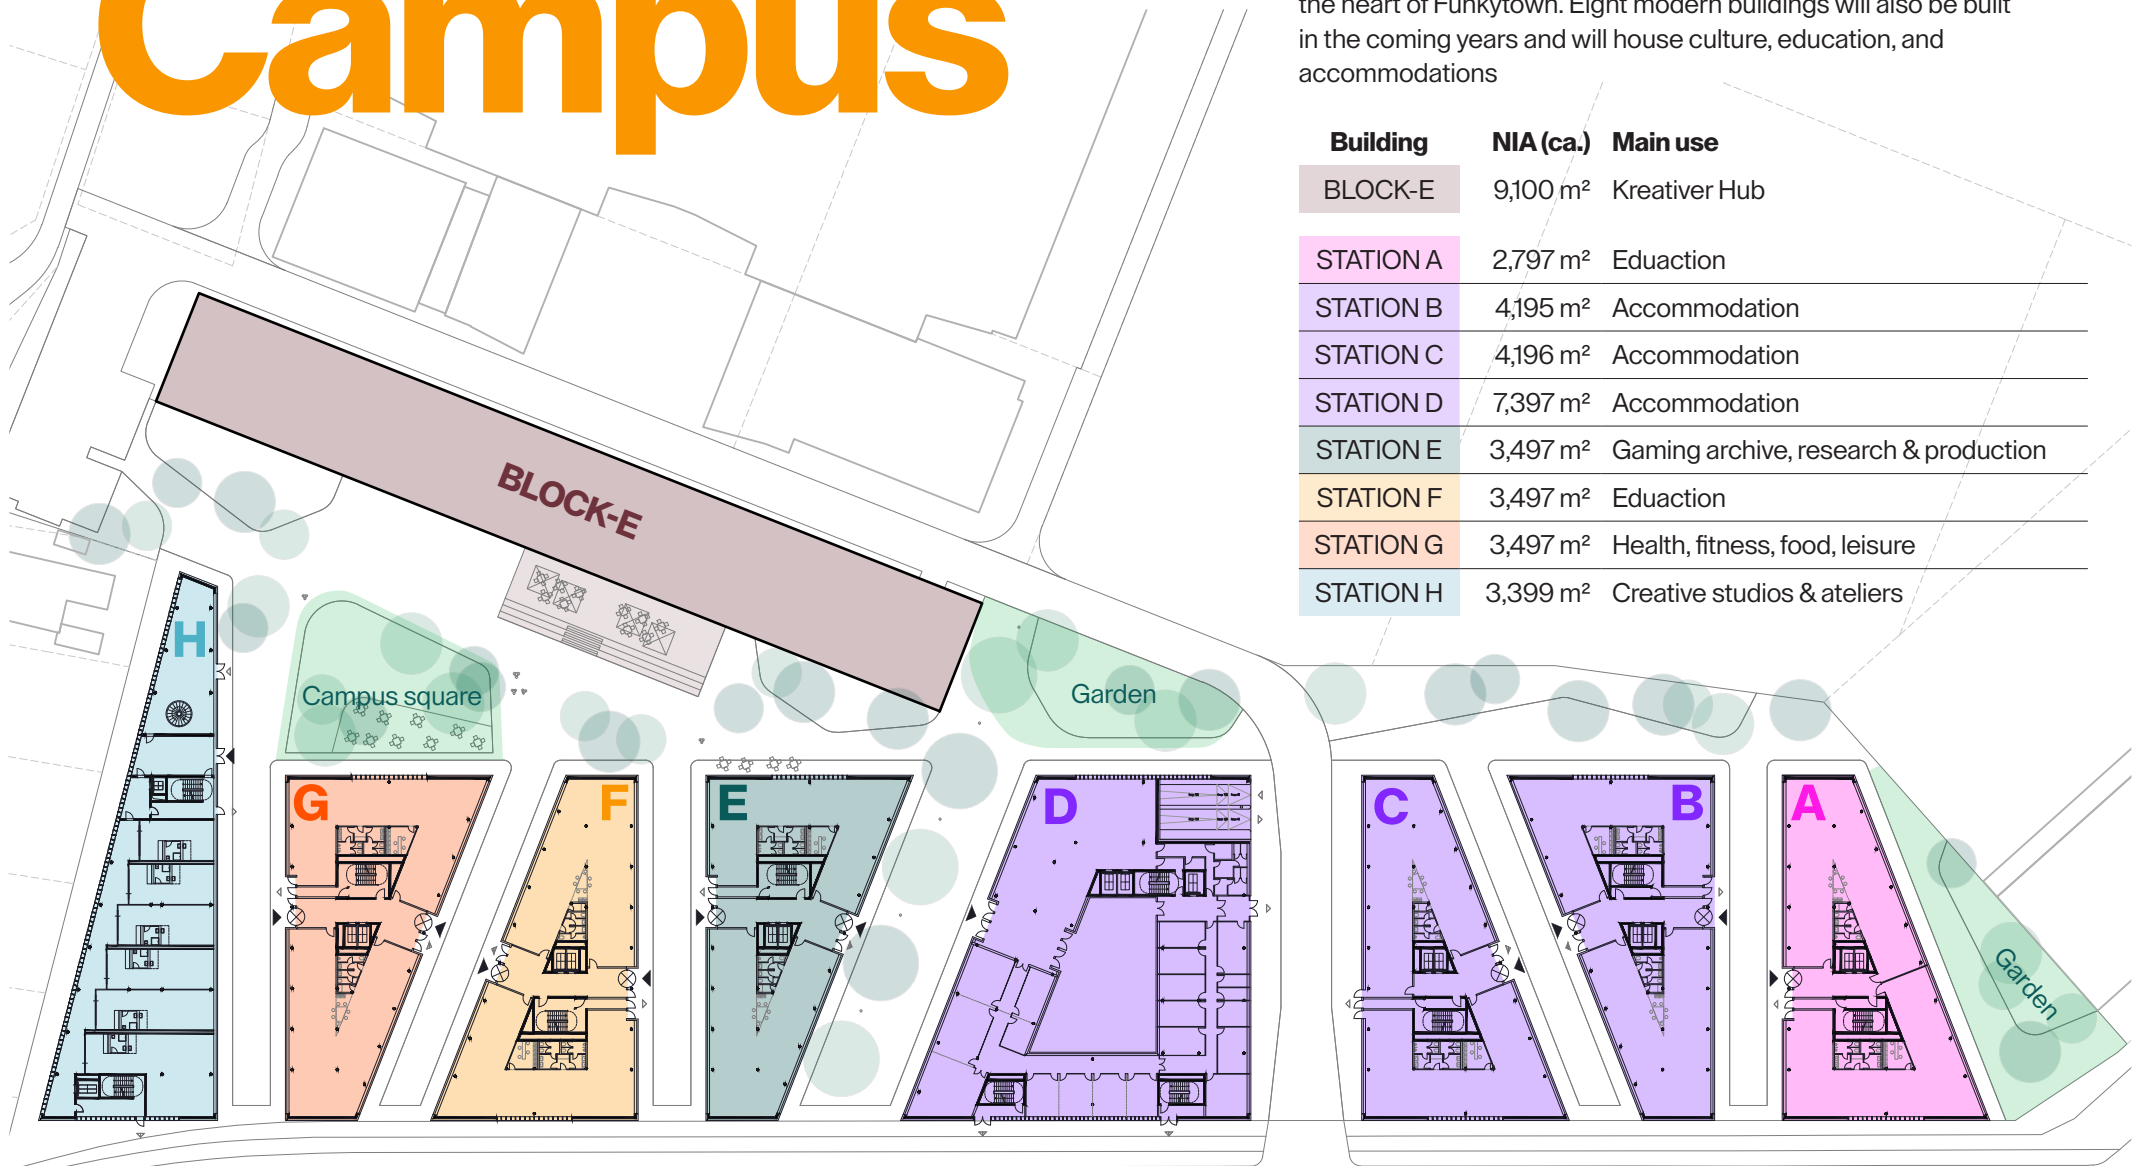 Campus
the heart of Funkytown. Eight modern buildings will also be built
in the coming years and will house culture, education, and
accommodations
Building NIA (ca.) Main use
BLOCK-E 9,100 m² Kreativer Hub
STATION A 2,797 m² Eduaction
STATION B 4,195 m² Accommodation
STATION C 4,196 m² Accommodation
STATION D 7,397 m² Accommodation
STATION E 3,497 m² Gaming archive, research & production
STATION F 3,497 m² Eduaction
STATION G 3,497 m² Health, fitness, food, leisure
STATION H 3,399 m² Creative studios & ateliers
BLOCK-E
H
Campus square
Garden
G
F
E
D
C
B
A
Garden